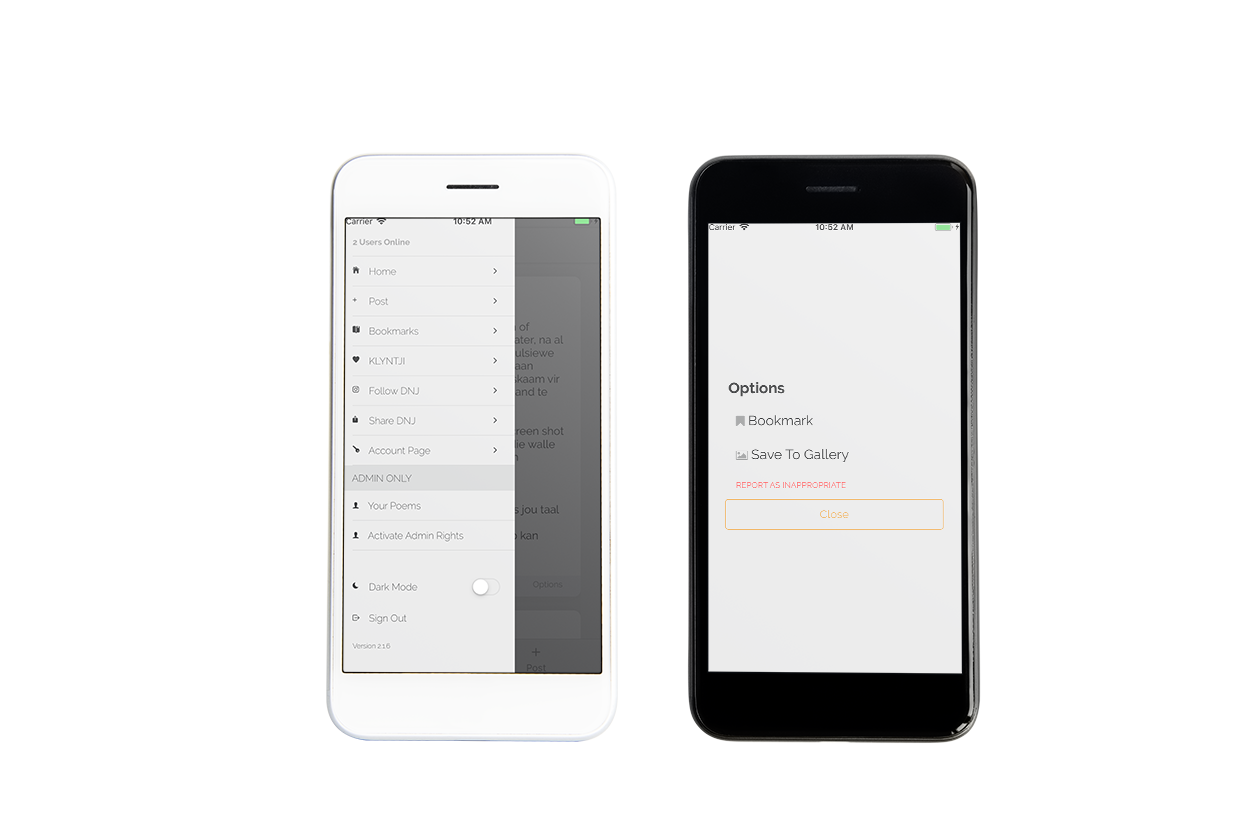 Carrier 10:52 AM
2 Users Online
Home
Post
Bookmarks
KLYNTJI
Follow DNJ
Share DNJ
Account Page
ADMIN ONLY
Your Poems
Activate Admin Rights
Dark Mode
Sign Out
Version 2.1.6
of
ater, na al
ulsiewe
aan
skaam vir
and te
creen shot
ie walle
s jou taal
kan
Options
+
Post
Carrier 10:52 AM
Options
Bookmark
Save To Gallery
REPORT AS INAPPROPRIATE
Close